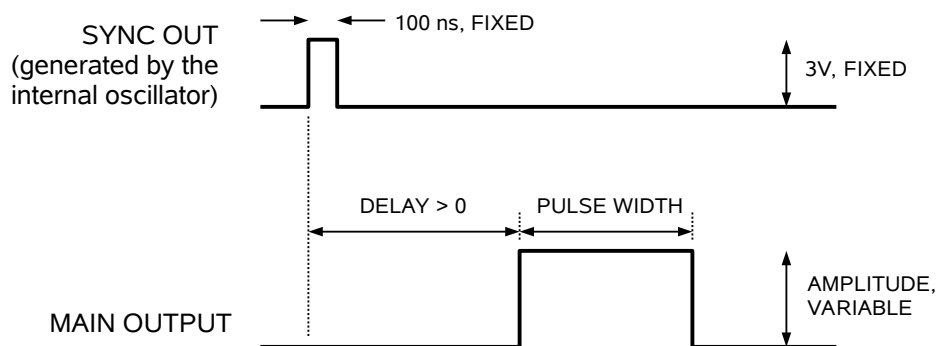 SYNC OUT
(generated by the
internal oscillator)
100 ns, FIXED
3V, FIXED
DELAY > 0
PULSE WIDTH
MAIN OUTPUT
AMPLITUDE,
VARIABLE